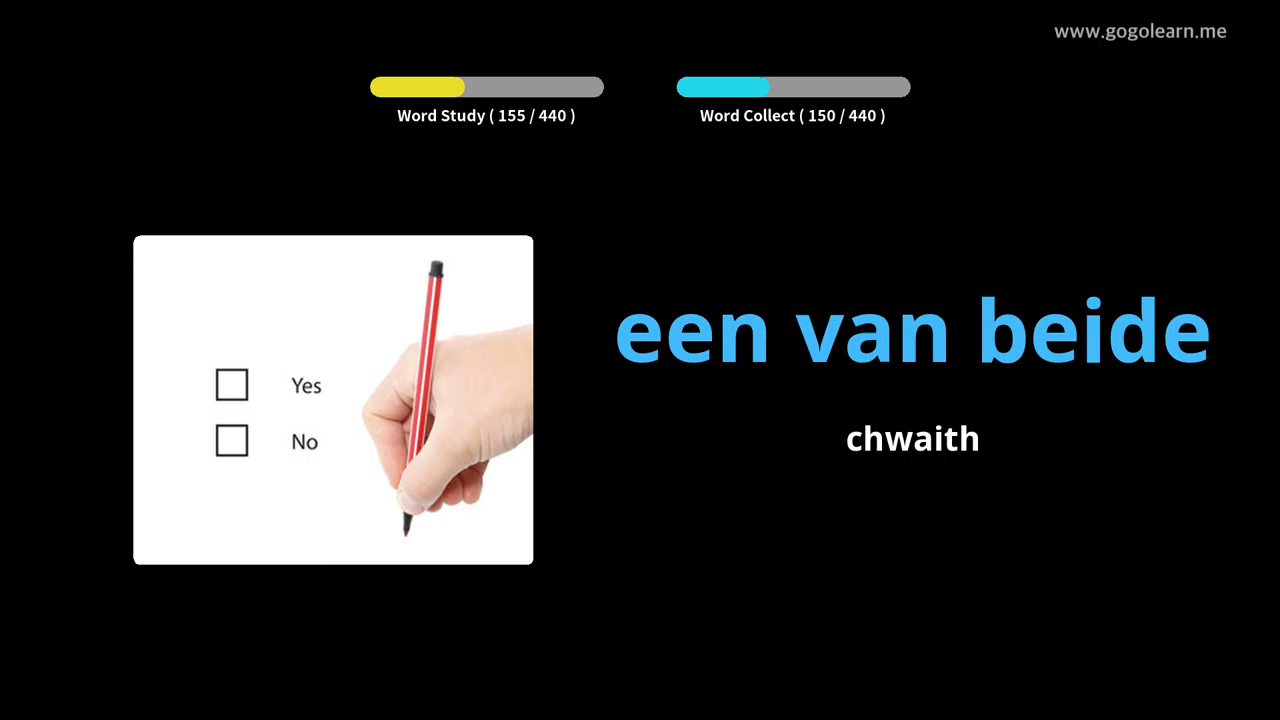 www.gogolearn.me
Word Study ( 155 / 440 )
Word Collect ( 150 / 440 )
Yes
No
een van beide
chwaith